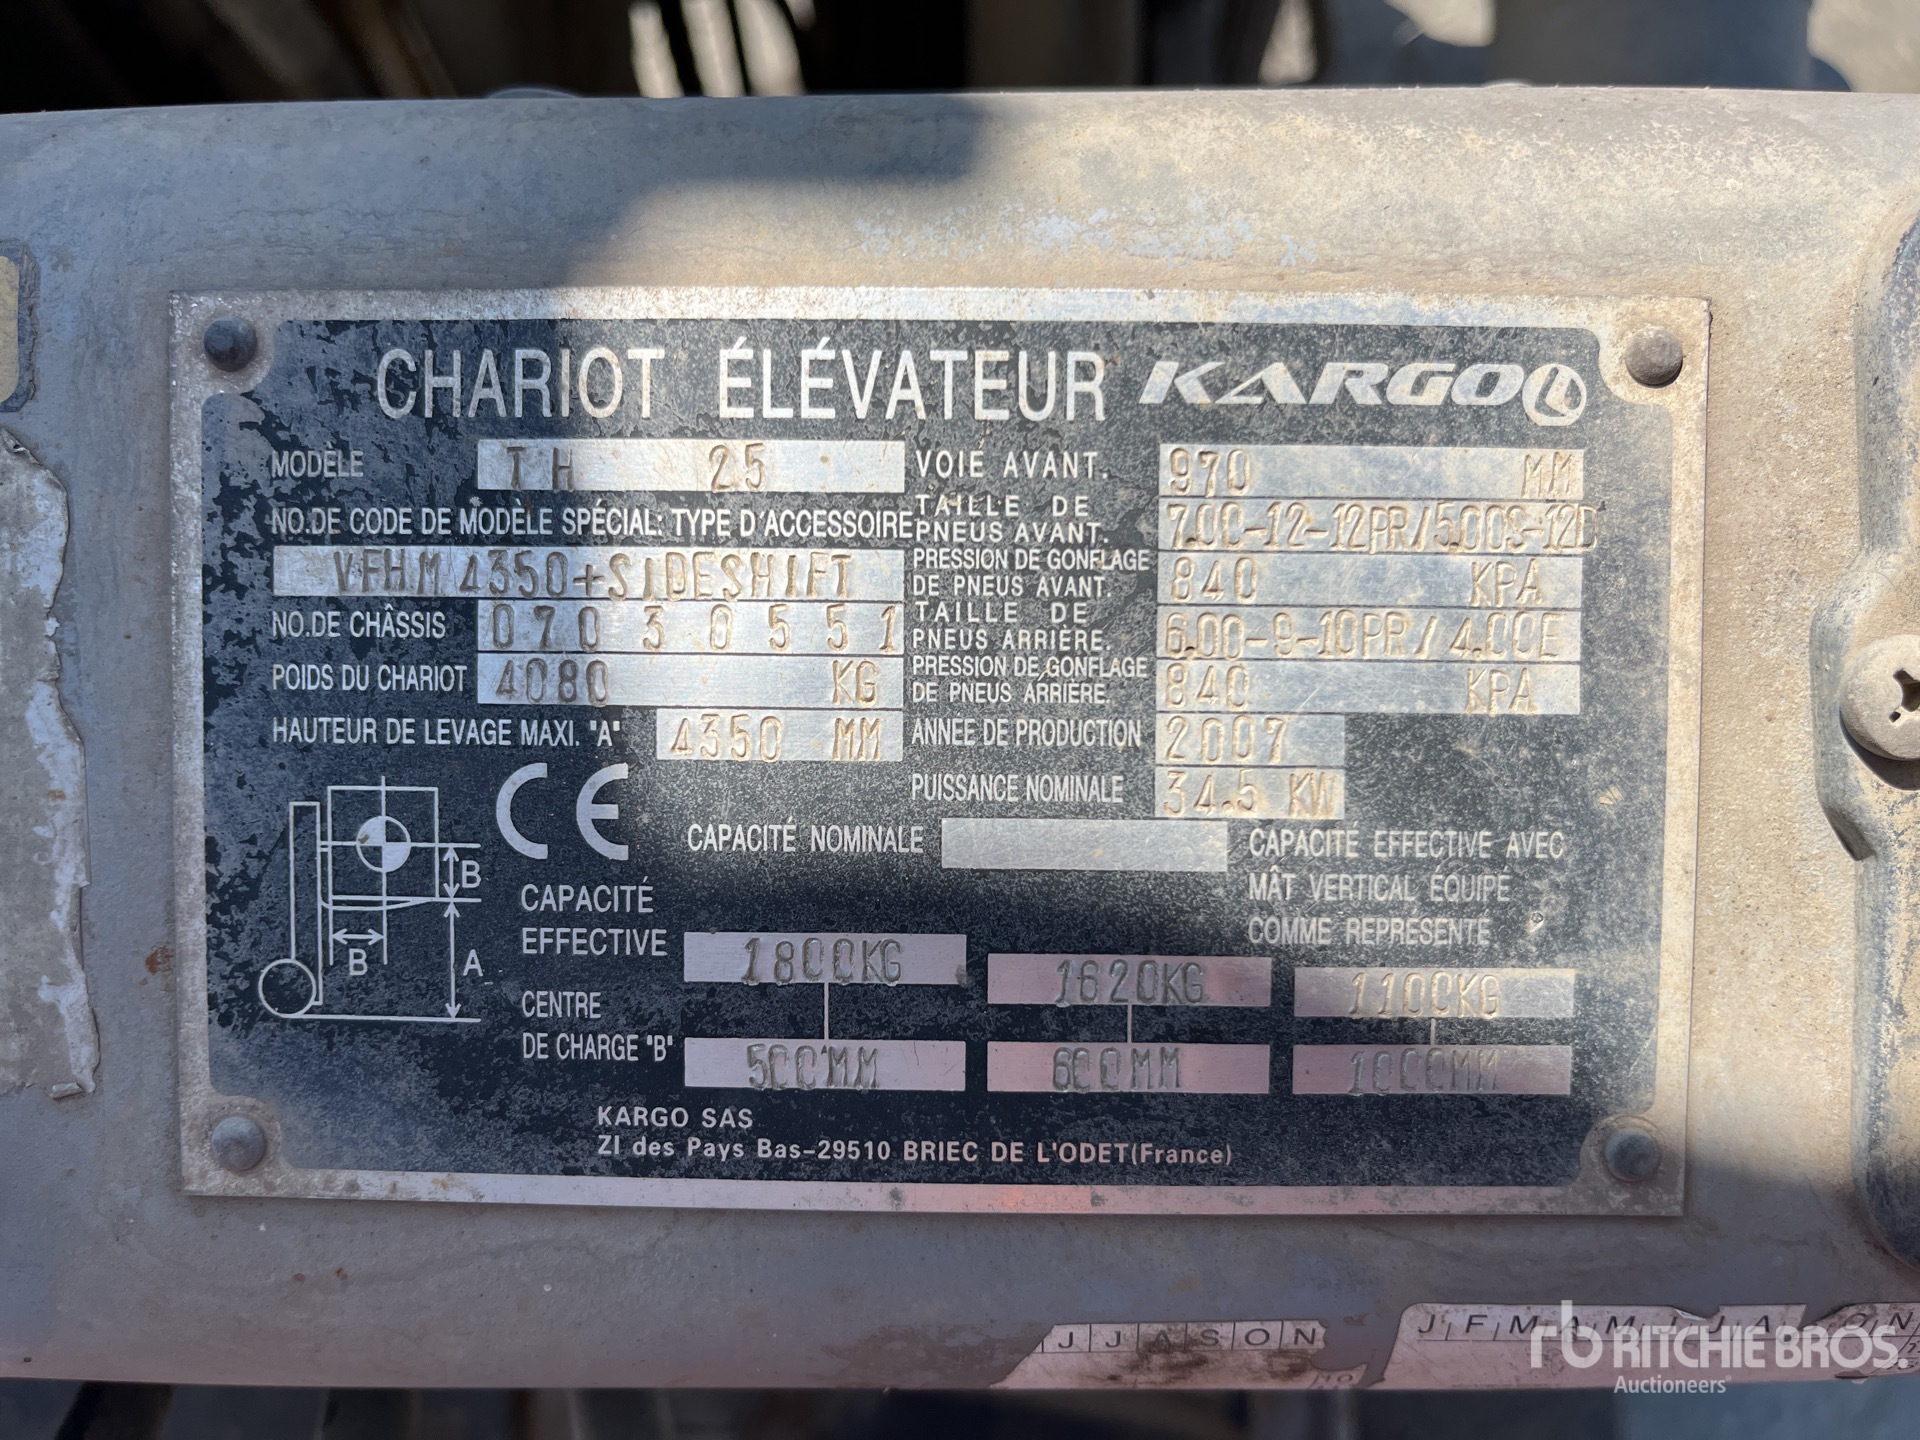 CHARIOT ÉLÉVATEUR KARGO
MODÈLE TH 25
NO.DE CODE DE MODÈLE SPÉCIAL: TYPE D'ACCESSOIRE
VFHM 4350+SIDESHIFT
NO.DE CHÂSSIS 07030551
POIDS DU CHARIOT 4080 KG
HAUTEUR DE LEVAGE MAXI. "A" 4350 MM
VOIE AVANT. 970 MM
TAILLE DE
PNEUS AVANT. 7.00-12-12PR/5.00S-12D
PRESSION DE GONFLAGE
DE PNEUS AVANT. 840 KPA
TAILLE DE
PNEUS ARRIÈRE. 6.00-9-10PR/4.00E
PRESSION DE GONFLAGE
DE PNEUS ARRIÈRE. 840 KPA
ANNEE DE PRODUCTION 2007
PUISSANCE NOMINALE 34.5 KW
B
B
A
CE
CAPACITÉ NOMINALE
CAPACITÉ EFFECTIVE AVEC
MÂT VERTICAL ÉQUIPÉ
COMME REPRÉSENTÉ
CAPACITÉ
EFFECTIVE
1800KG 1620KG 1100KG
CENTRE
DE CHARGE "B"
500MM 600MM 1000MM
KARGO SAS
ZI des Pays Bas-29510 BRIEC DE L'ODET(France)
J J A S O N
J F M A M J J A O N
rb RITCHIE BROS.
Auctioneers